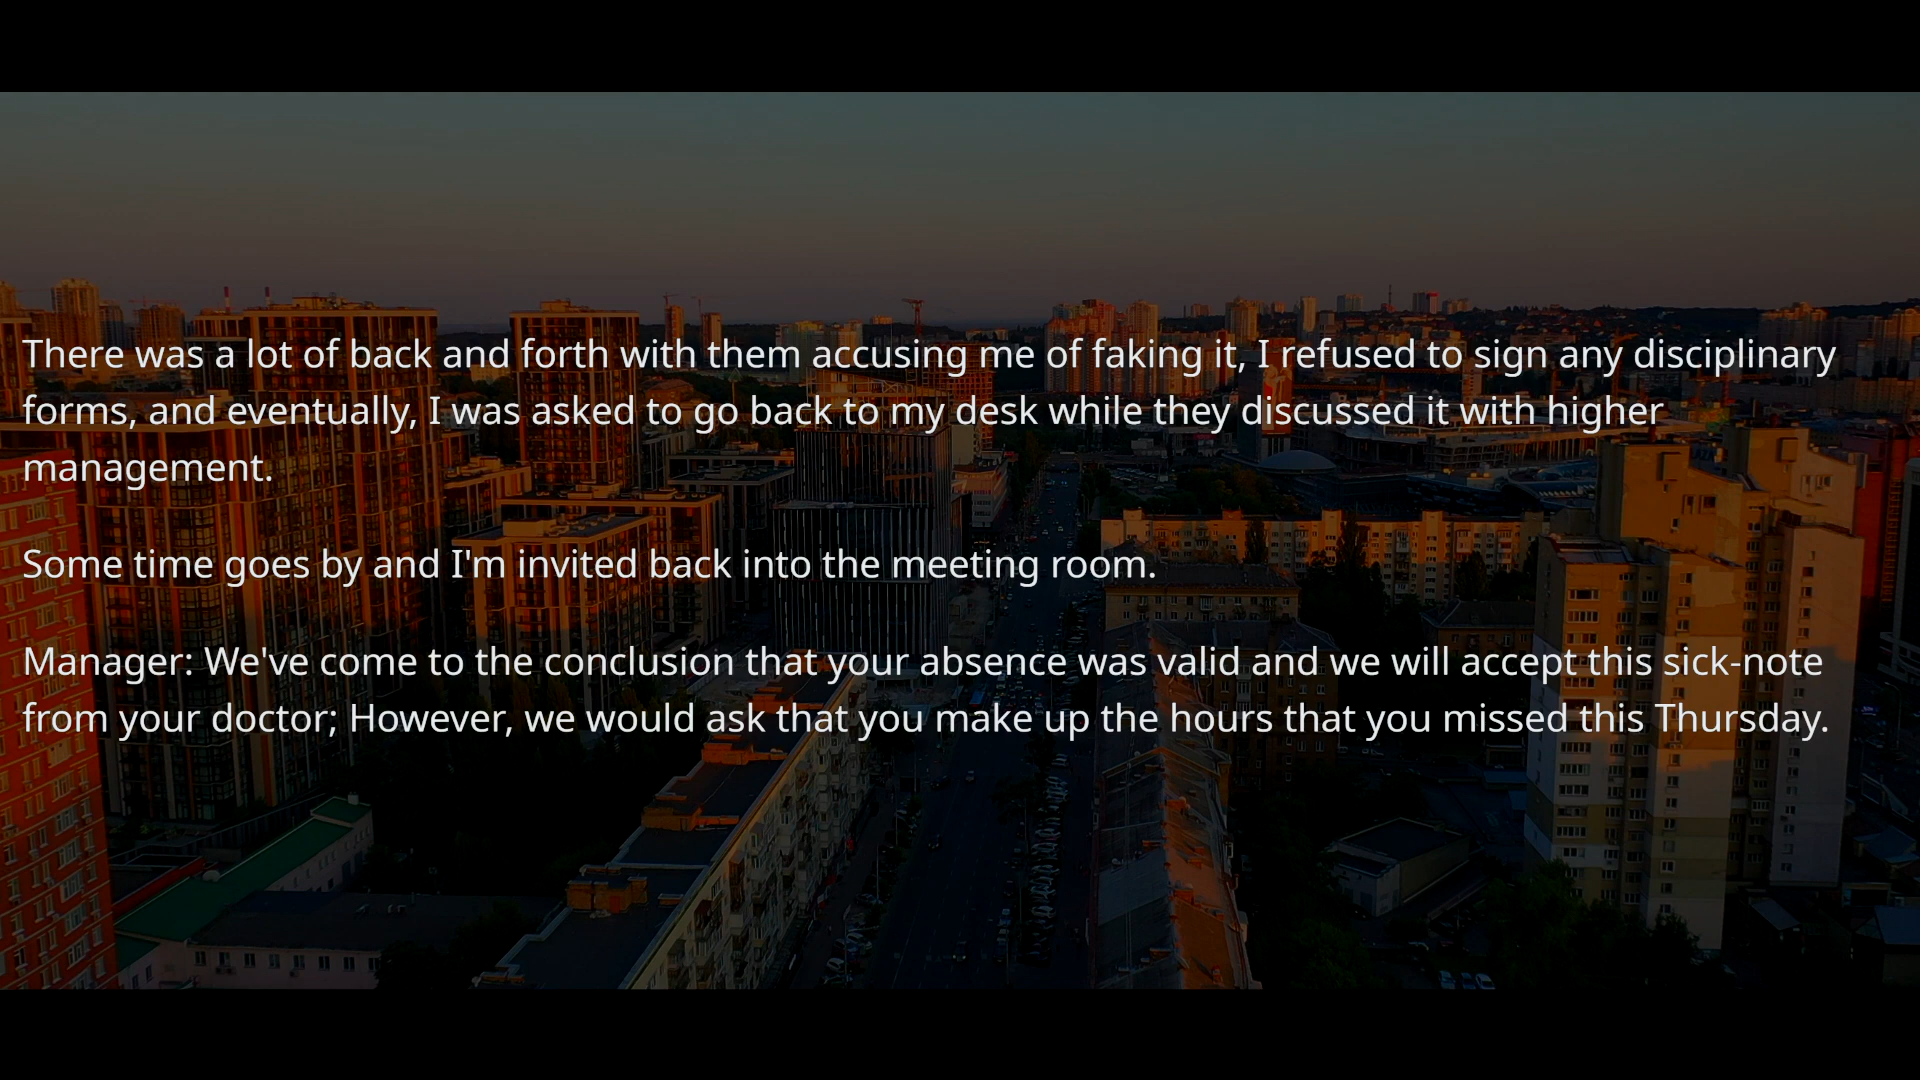 There was a lot of back and forth with them accusing me of faking it, I refused to sign any disciplinary
forms, and eventually, I was asked to go back to my desk while they discussed it with higher
management.
Some time goes by and I'm invited back into the meeting room.
Manager: We've come to the conclusion that your absence was valid and we will accept this sick-note
from your doctor; However, we would ask that you make up the hours that you missed this Thursday.